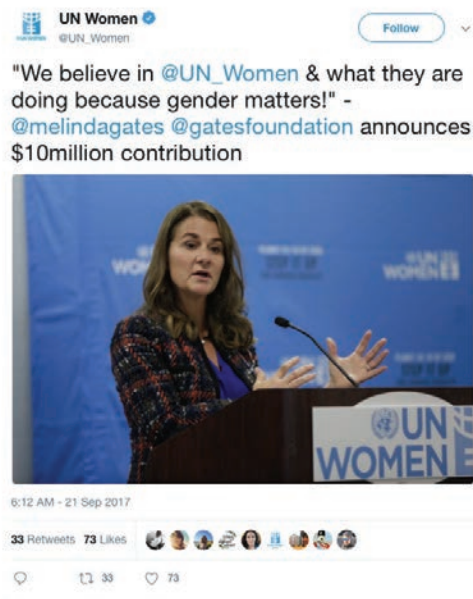 UN Women
@UN_Women
Follow
"We believe in @UN_Women & what they are
doing because gender matters!" -
@melindagates @gatesfoundation announces
$10million contribution
WOMEN
UN
WOMEN
6:12 AM - 21 Sep 2017
33 Retweets 73 Likes
33 73